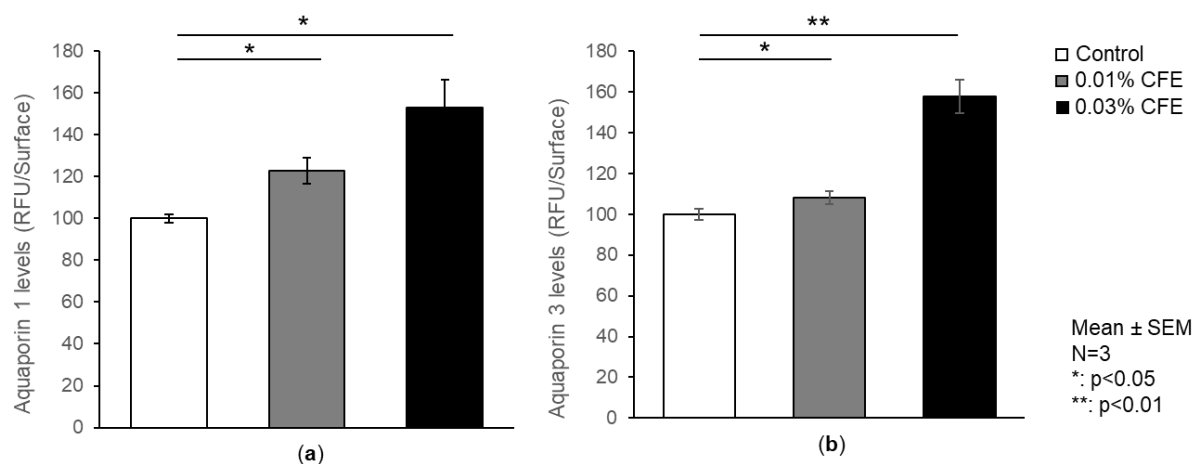 *
*
Aquaporin 1 levels (RFU/Surface)
180
160
140
120
100
80
60
40
20
0
(a)
**
*
Aquaporin 3 levels (RFU/Surface)
180
160
140
120
100
80
60
40
20
0
(b)
Control
0.01% CFE
0.03% CFE
Mean ± SEM
N=3
*: p<0.05
**: p<0.01